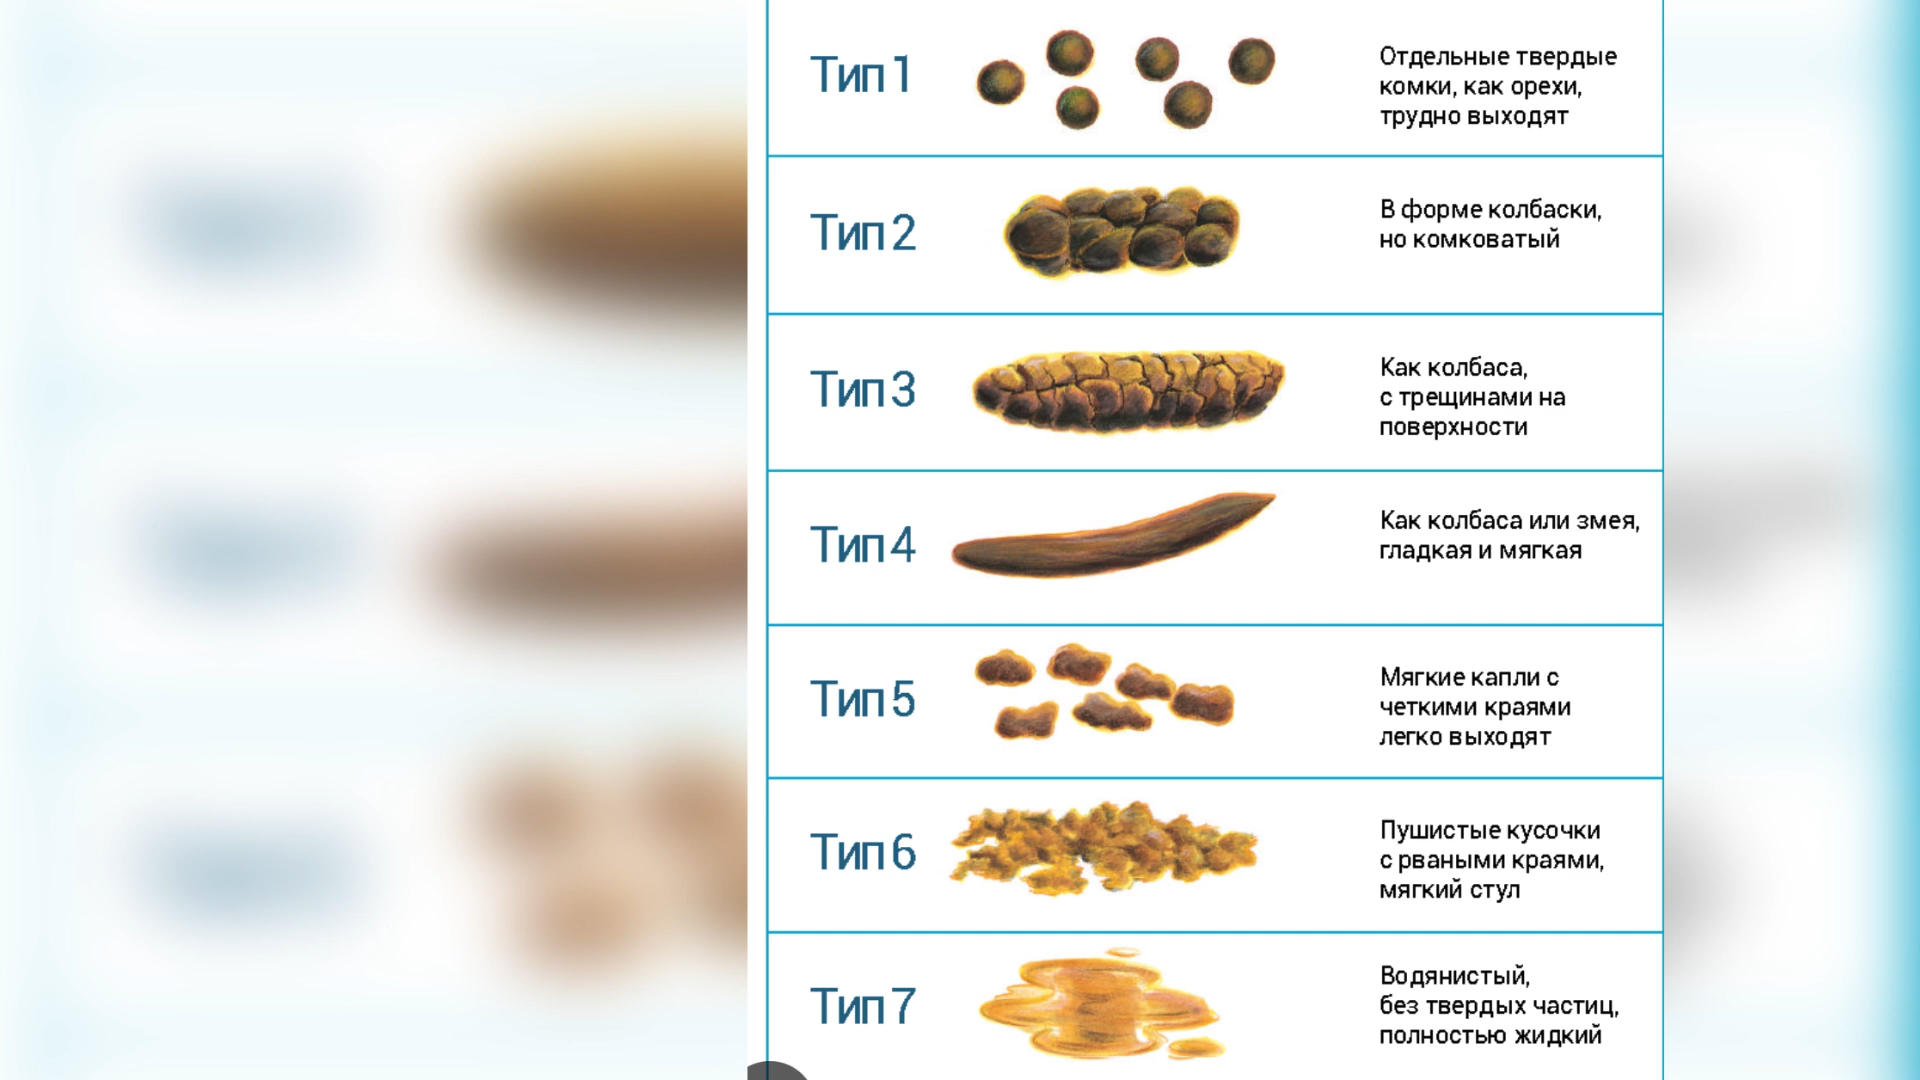 Тип 1
Отдельные твердые
комки, как орехи,
трудно выходят
Тип 2
В форме колбаски,
но комковатый
Тип 3
Как колбаса,
с трещинами на
поверхности
Тип 4
Как колбаса или змея,
гладкая и мягкая
Тип 5
Мягкие капли с
четкими краями
легко выходят
Тип 6
Пушистые кусочки
с рваными краями,
мягкий стул
Тип 7
Водянистый,
без твердых частиц,
полностью жидкий